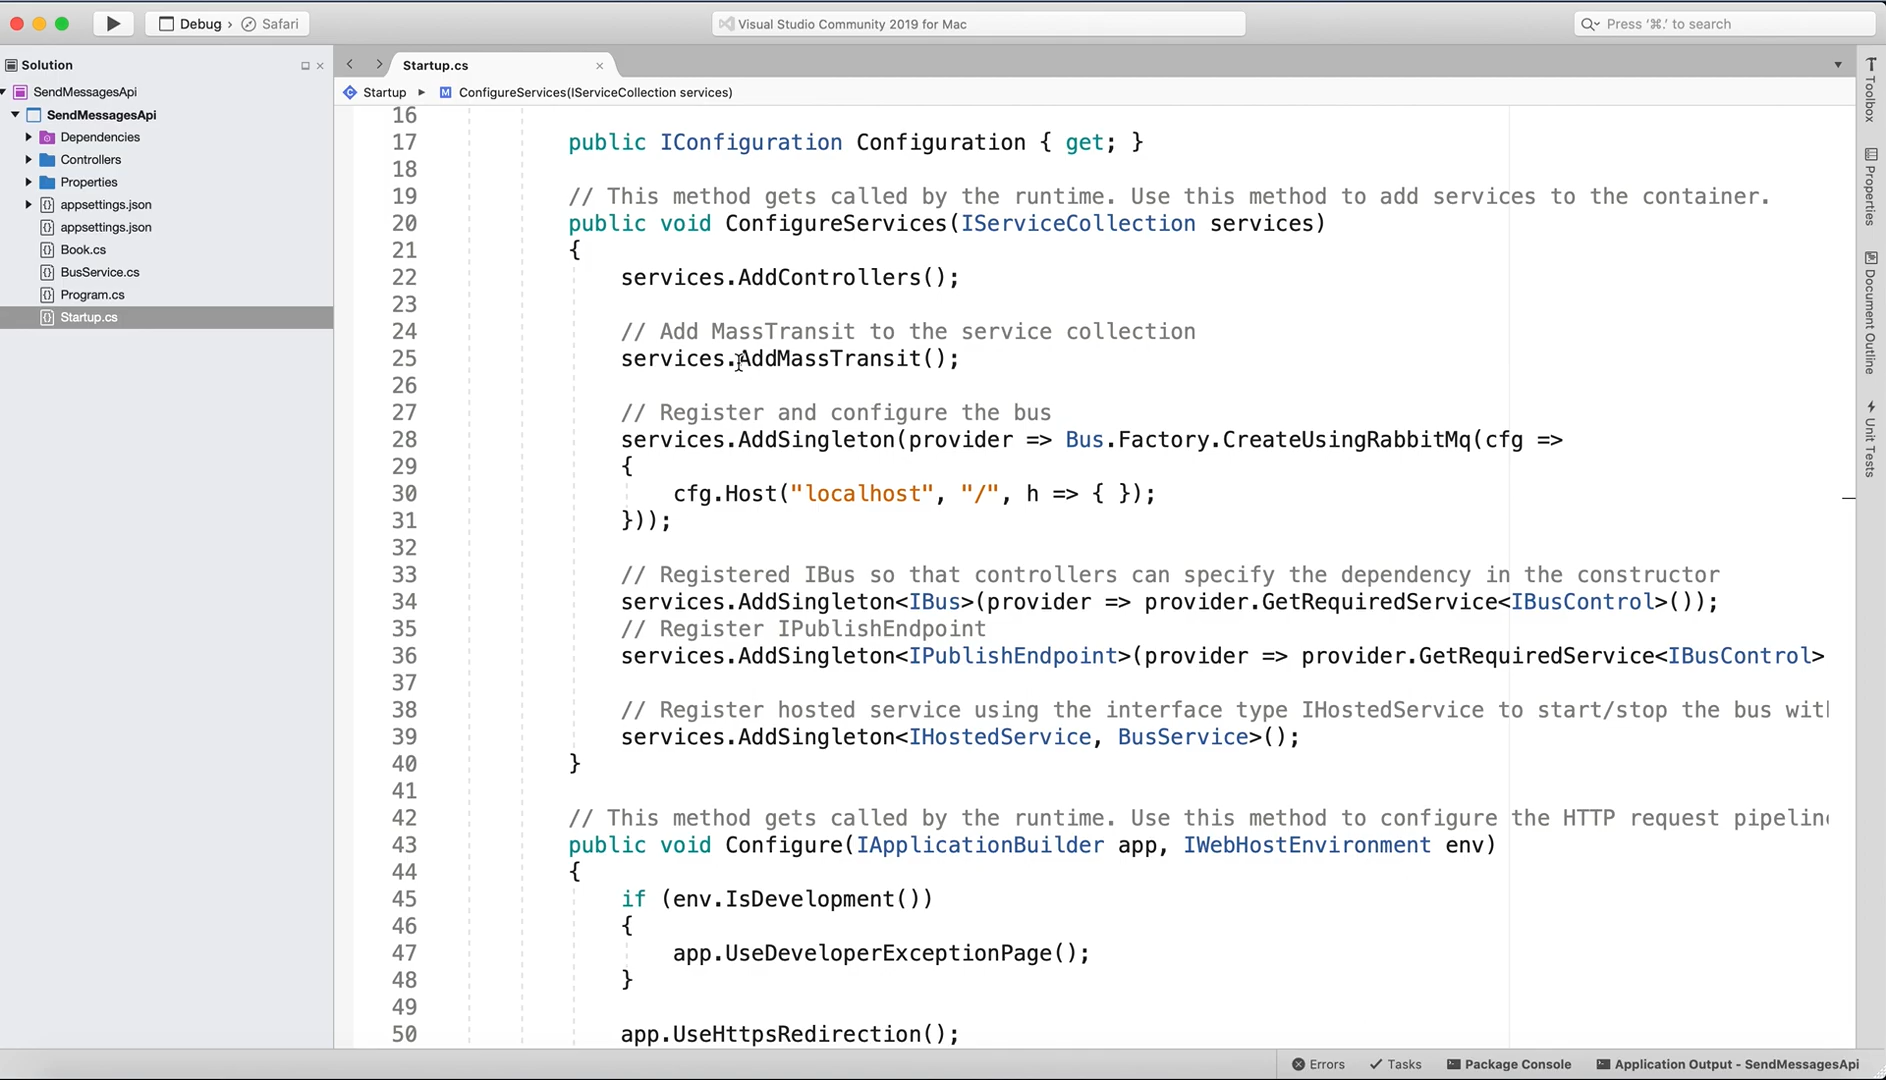 Debug › Safari
Visual Studio Community 2019 for Mac
Press ‘⌘.’ to search
Solution
SendMessagesApi
SendMessagesApi
Dependencies
Controllers
Properties
appsettings.json
appsettings.json
Book.cs
BusService.cs
Program.cs
Startup.cs
Startup.cs
Startup ▸ ConfigureServices(IServiceCollection services)
16
17 public IConfiguration Configuration { get; }
18
19 // This method gets called by the runtime. Use this method to add services to the container.
20 public void ConfigureServices(IServiceCollection services)
21 {
22 services.AddControllers();
23
24 // Add MassTransit to the service collection
25 services.AddMassTransit();
26
27 // Register and configure the bus
28 services.AddSingleton(provider => Bus.Factory.CreateUsingRabbitMq(cfg =>
29 {
30 cfg.Host("localhost", "/", h => { });
31 }));
32
33 // Registered IBus so that controllers can specify the dependency in the constructor
34 services.AddSingleton<IBus>(provider => provider.GetRequiredService<IBusControl>());
35 // Register IPublishEndpoint
36 services.AddSingleton<IPublishEndpoint>(provider => provider.GetRequiredService<IBusControl>
37
38 // Register hosted service using the interface type IHostedService to start/stop the bus wit
39 services.AddSingleton<IHostedService, BusService>();
40 }
41
42 // This method gets called by the runtime. Use this method to configure the HTTP request pipelin
43 public void Configure(IApplicationBuilder app, IWebHostEnvironment env)
44 {
45 if (env.IsDevelopment())
46 {
47 app.UseDeveloperExceptionPage();
48 }
49
50 app.UseHttpsRedirection();
Toolbox
Properties
Document Outline
Unit Tests
Errors
Tasks
Package Console
Application Output - SendMessagesApi